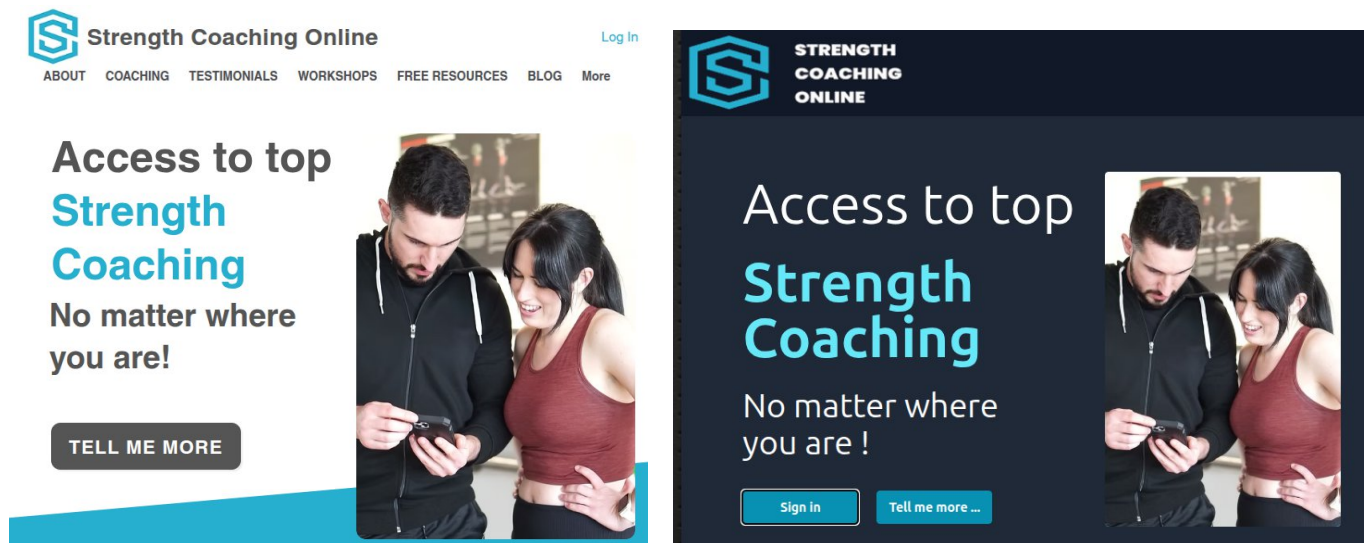 Strength Coaching Online
Log In
ABOUT COACHING TESTIMONIALS WORKSHOPS FREE RESOURCES BLOG More
Access to top
Strength
Coaching
No matter where
you are!
TELL ME MORE
STRENGTH
COACHING
ONLINE
Access to top
Strength
Coaching
No matter where
you are !
Sign in Tell me more ...